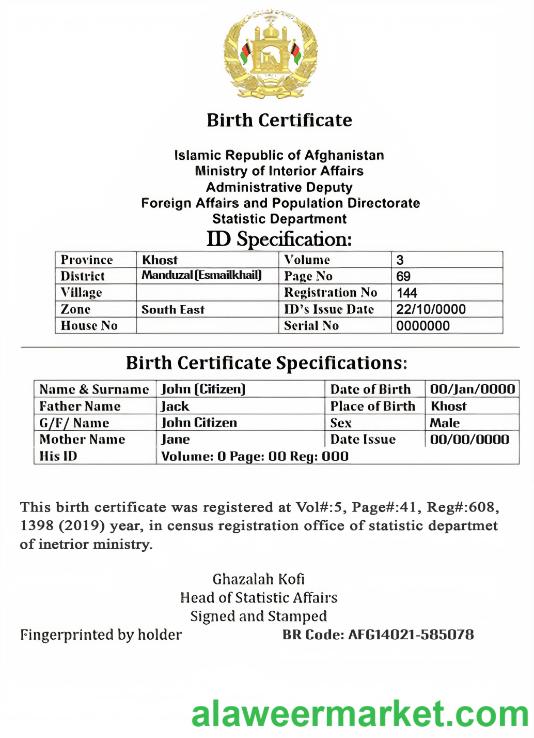 Birth Certificate
Islamic Republic of Afghanistan
Ministry of Interior Affairs
Administrative Deputy
Foreign Affairs and Population Directorate
Statistic Department
ID Specification:
Province Khost Volume 3
District Manduzal(Esmailkhail) Page No 69
Village Registration No 144
Zone South East ID's Issue Date 22/10/0000
House No Serial No 0000000
Birth Certificate Specifications:
Name & Surname John (Citizen) Date of Birth 00/Jan/0000
Father Name Jack Place of Birth Khost
G/F/ Name John Citizen Sex Male
Mother Name Jane Date Issue 00/00/0000
His ID Volume: 0 Page: 00 Reg: 000
This birth certificate was registered at Vol#:5, Page#:41, Reg#:608,
1398 (2019) year, in census registration office of statistic departmet
of inetrior ministry.
Ghazalah Kofi
Head of Statistic Affairs
Signed and Stamped
Fingerprinted by holder BR Code: AFG14021-585078
alaweermarket.com